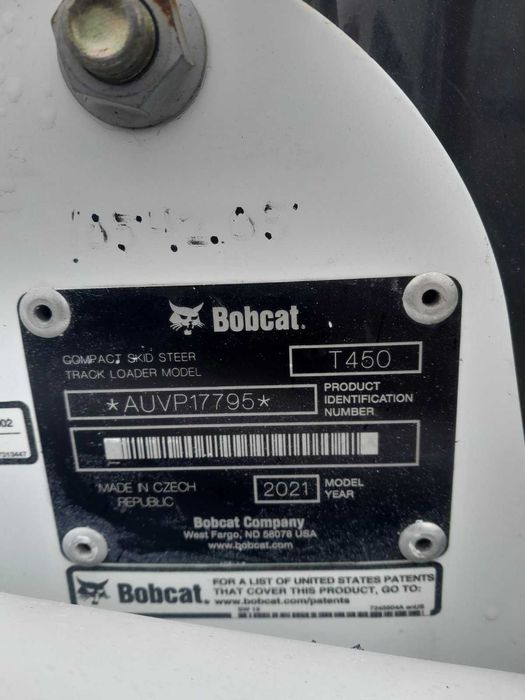 Bobcat.
COMPACT SKID STEER
TRACK LOADER MODEL
T450
*AUVP17795*
PRODUCT
IDENTIFICATION
NUMBER
02
7313447
MADE IN CZECH
REPUBLIC
2021
MODEL
YEAR
Bobcat Company
West Fargo, ND 58078 USA
www.bobcat.com
Bobcat.
FOR A LIST OF UNITED STATES PATENTS
THAT COVER THIS PRODUCT, GO TO:
www.bobcat.com/patents